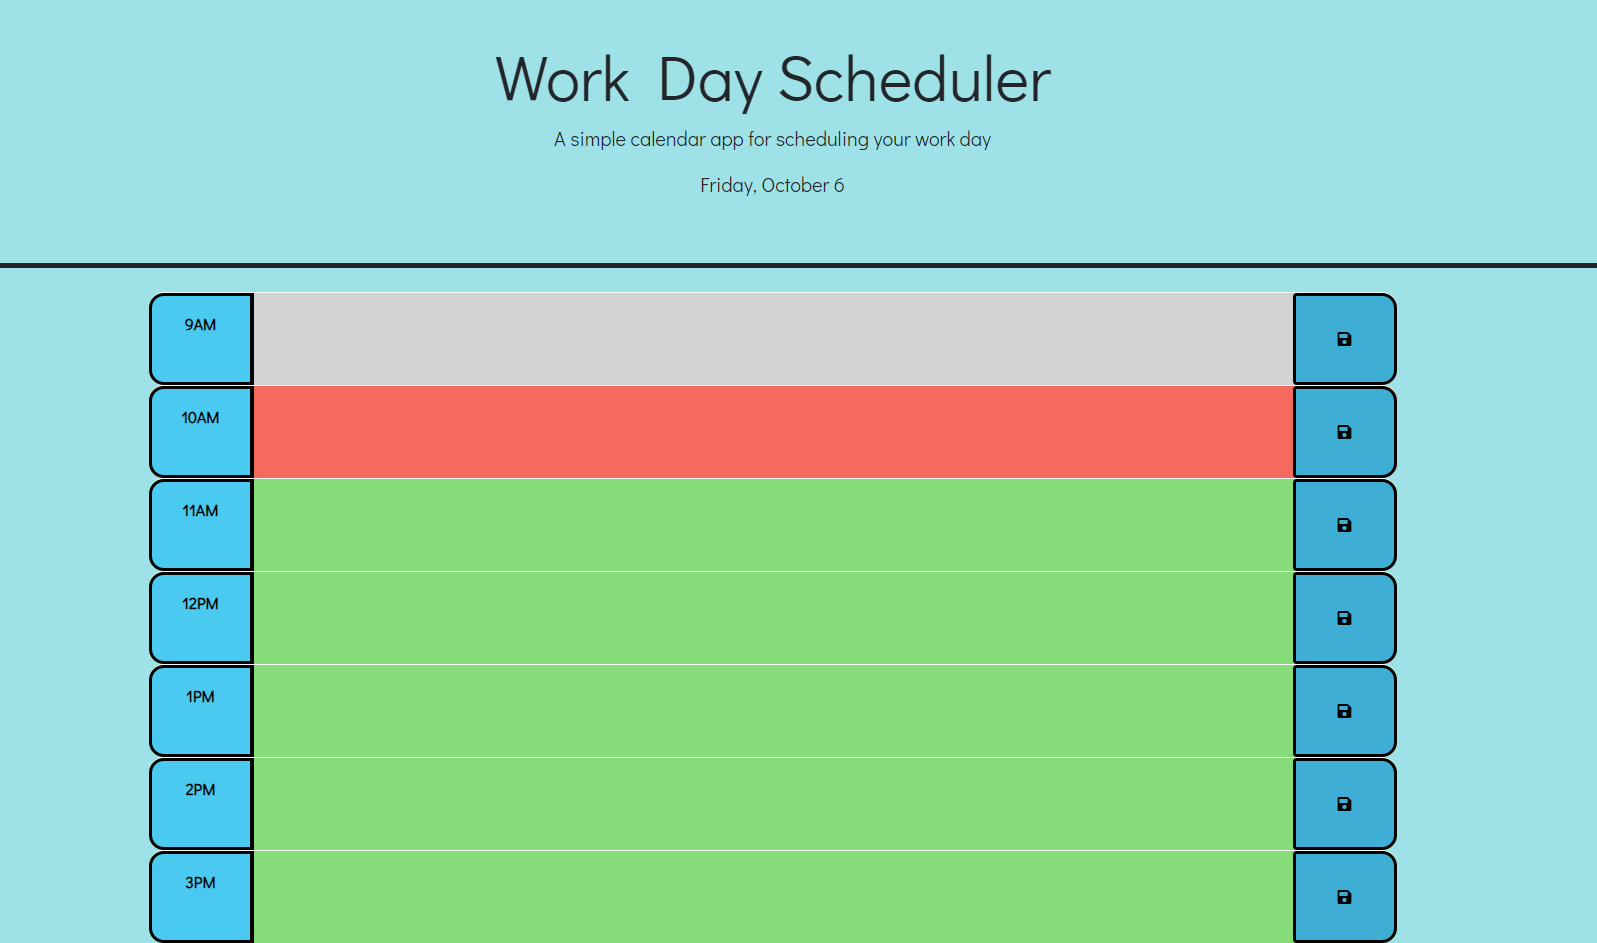 Work Day Scheduler
A simple calendar app for scheduling your work day
Friday, October 6
9AM
10AM
11AM
12PM
1PM
2PM
3PM